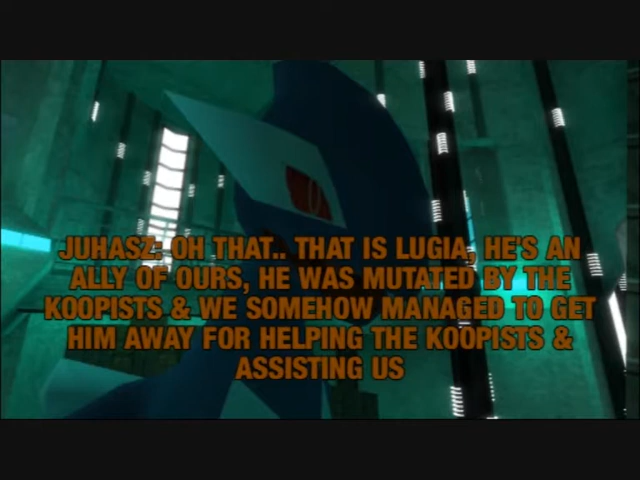 JUHASZ: OH THAT.. THAT IS LUGIA, HE'S AN
ALLY OF OURS, HE WAS MUTATED BY THE
KOOPISTS & WE SOMEHOW MANAGED TO GET
HIM AWAY FOR HELPING THE KOOPISTS &
ASSISTING US